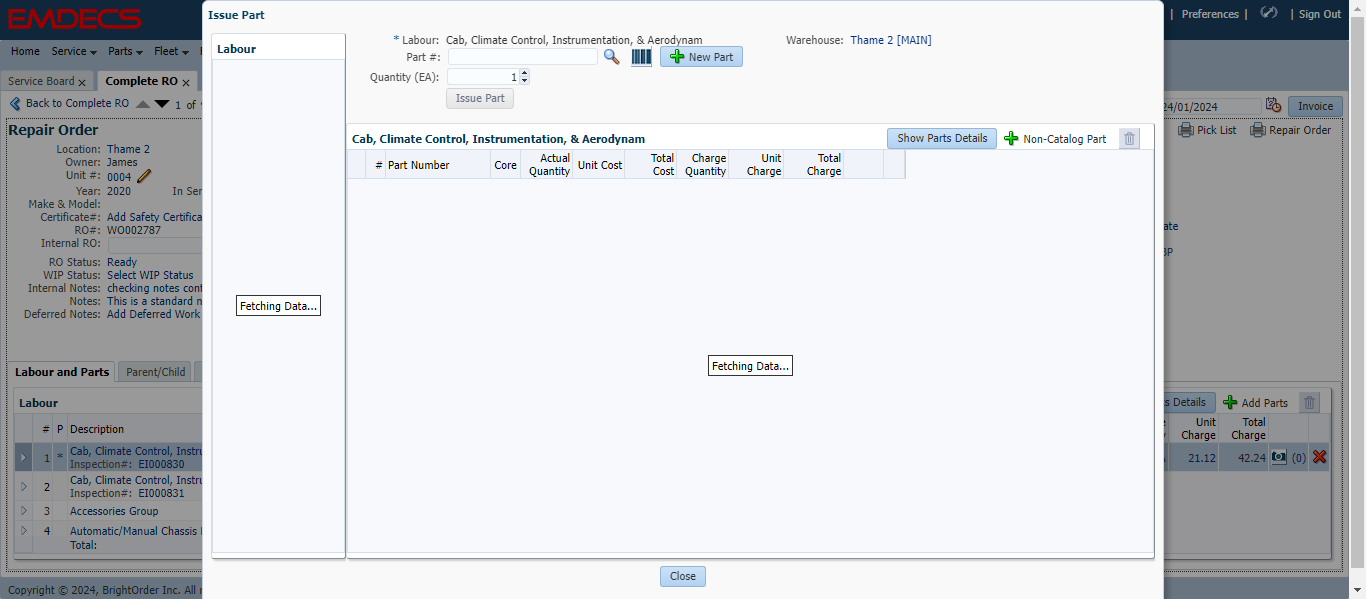 EMDECS
| Preferences |
| Sign Out
Home Service Parts Fleet
Service Board x
Complete RO x
Back to Complete RO
1 of
24/01/2024
Invoice
Pick List
Repair Order
Repair Order
Location: Thame 2
Owner: James
Unit #: 0004
Year: 2020 In Ser
Make & Model:
Certificate#: Add Safety Certifica
RO#: WO002787
Internal RO:
RO Status: Ready
WIP Status: Select WIP Status
Internal Notes: checking notes cont
Notes: This is a standard n
Deferred Notes: Add Deferred Work
Labour and Parts
Parent/Child
Labour
# P Description
1 * Cab, Climate Control, Instru
Inspection#: EI000830
2 Cab, Climate Control, Instru
Inspection#: EI000831
3 Accessories Group
4 Automatic/Manual Chassis
Total:
Copyright © 2024, BrightOrder Inc. All
Issue Part
Labour
Fetching Data...
* Labour: Cab, Climate Control, Instrumentation, & Aerodynam
Warehouse: Thame 2 [MAIN]
Part #:
New Part
Quantity (EA): 1
Issue Part
Cab, Climate Control, Instrumentation, & Aerodynam
Show Parts Details
Non-Catalog Part
# Part Number Core Actual Quantity Unit Cost Total Cost Charge Quantity Unit Charge Total Charge
Fetching Data...
Close
ate
BP
s Details
Add Parts
Unit Charge Total Charge
21.12 42.24 (0)